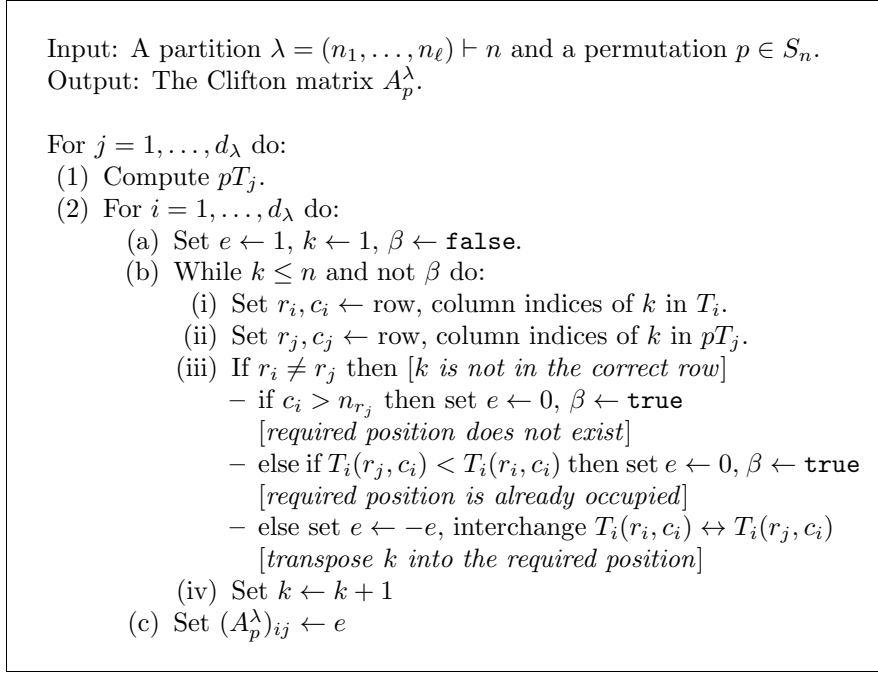 Input: A partition λ = (n₁, . . . , nℓ) ⊢ n and a permutation p ∈ Sₙ.
Output: The Clifton matrix A_p^λ.
For j = 1, . . . , d_λ do:
(1) Compute pT_j.
(2) For i = 1, . . . , d_λ do:
(a) Set e ← 1, k ← 1, β ← false.
(b) While k ≤ n and not β do:
(i) Set r_i, c_i ← row, column indices of k in T_i.
(ii) Set r_j, c_j ← row, column indices of k in pT_j.
(iii) If r_i ≠ r_j then [k is not in the correct row]
– if c_i > n_{r_j} then set e ← 0, β ← true
[required position does not exist]
– else if T_i(r_j, c_i) < T_i(r_i, c_i) then set e ← 0, β ← true
[required position is already occupied]
– else set e ← −e, interchange T_i(r_i, c_i) ↔ T_i(r_j, c_i)
[transpose k into the required position]
(iv) Set k ← k + 1
(c) Set (A_p^λ)_{ij} ← e